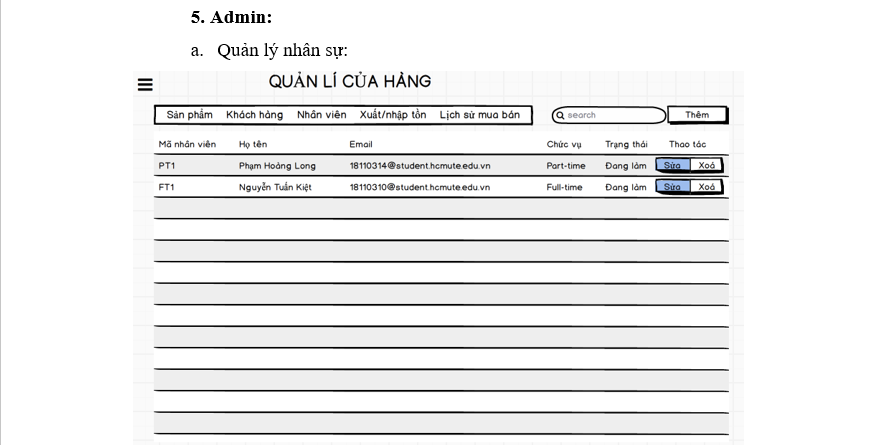 5. Admin:
a. Quản lý nhân sự:
QUẢN LÍ CỦA HÀNG
Sản phẩm Khách hàng Nhân viên Xuất/nhập tồn Lịch sử mua bán search Thêm
Mã nhân viên Họ tên Email Chức vụ Trạng thái Thao tác
PT1 Phạm Hoàng Long 18110314@student.hcmute.edu.vn Part-time Đang làm Sửa Xoá
FT1 Nguyễn Tuấn Kiệt 18110310@student.hcmute.edu.vn Full-time Đang làm Sửa Xoá